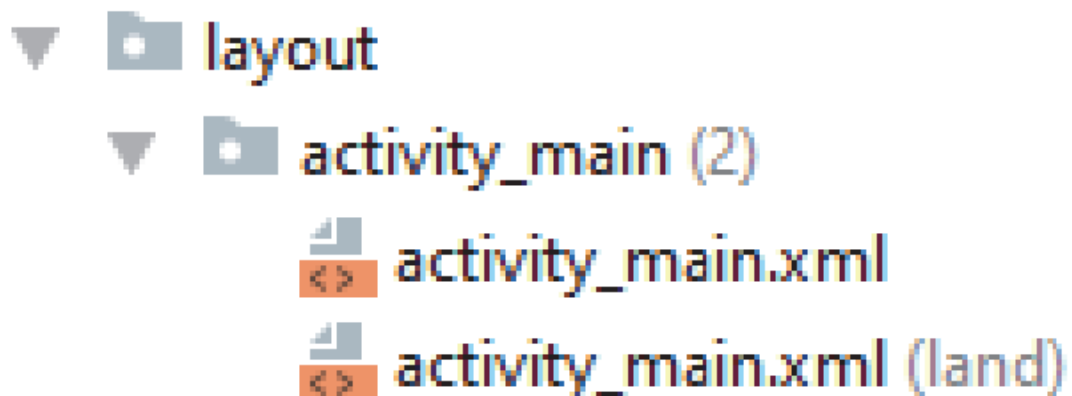 layout
activity_main (2)
activity_main.xml
activity_main.xml (land)